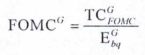 FOMC^G = TC^G_FOMC / E^G_bq